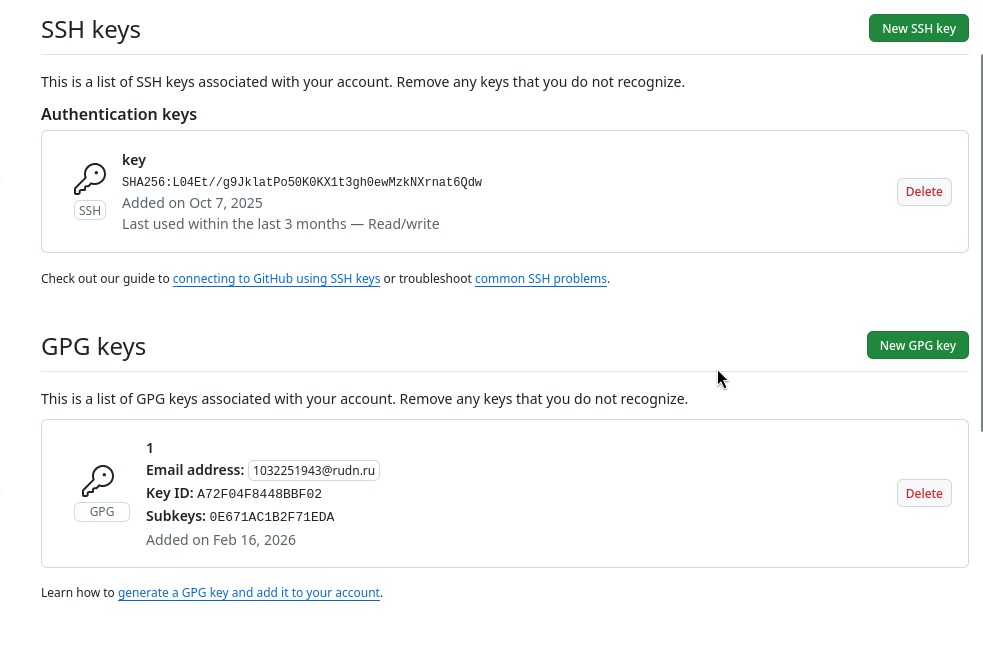 SSH keys
New SSH key
This is a list of SSH keys associated with your account. Remove any keys that you do not recognize.
Authentication keys
key
SHA256:L04Et//g9JklatPo50K0KX1t3gh0ewMzkNXrnat6Qdw
SSH
Added on Oct 7, 2025
Last used within the last 3 months — Read/write
Delete
Check out our guide to connecting to GitHub using SSH keys or troubleshoot common SSH problems.
GPG keys
New GPG key
This is a list of GPG keys associated with your account. Remove any keys that you do not recognize.
1
Email address: 1032251943@rudn.ru
Key ID: A72F04F8448BBF02
GPG
Subkeys: 0E671AC1B2F71EDA
Added on Feb 16, 2026
Delete
Learn how to generate a GPG key and add it to your account.